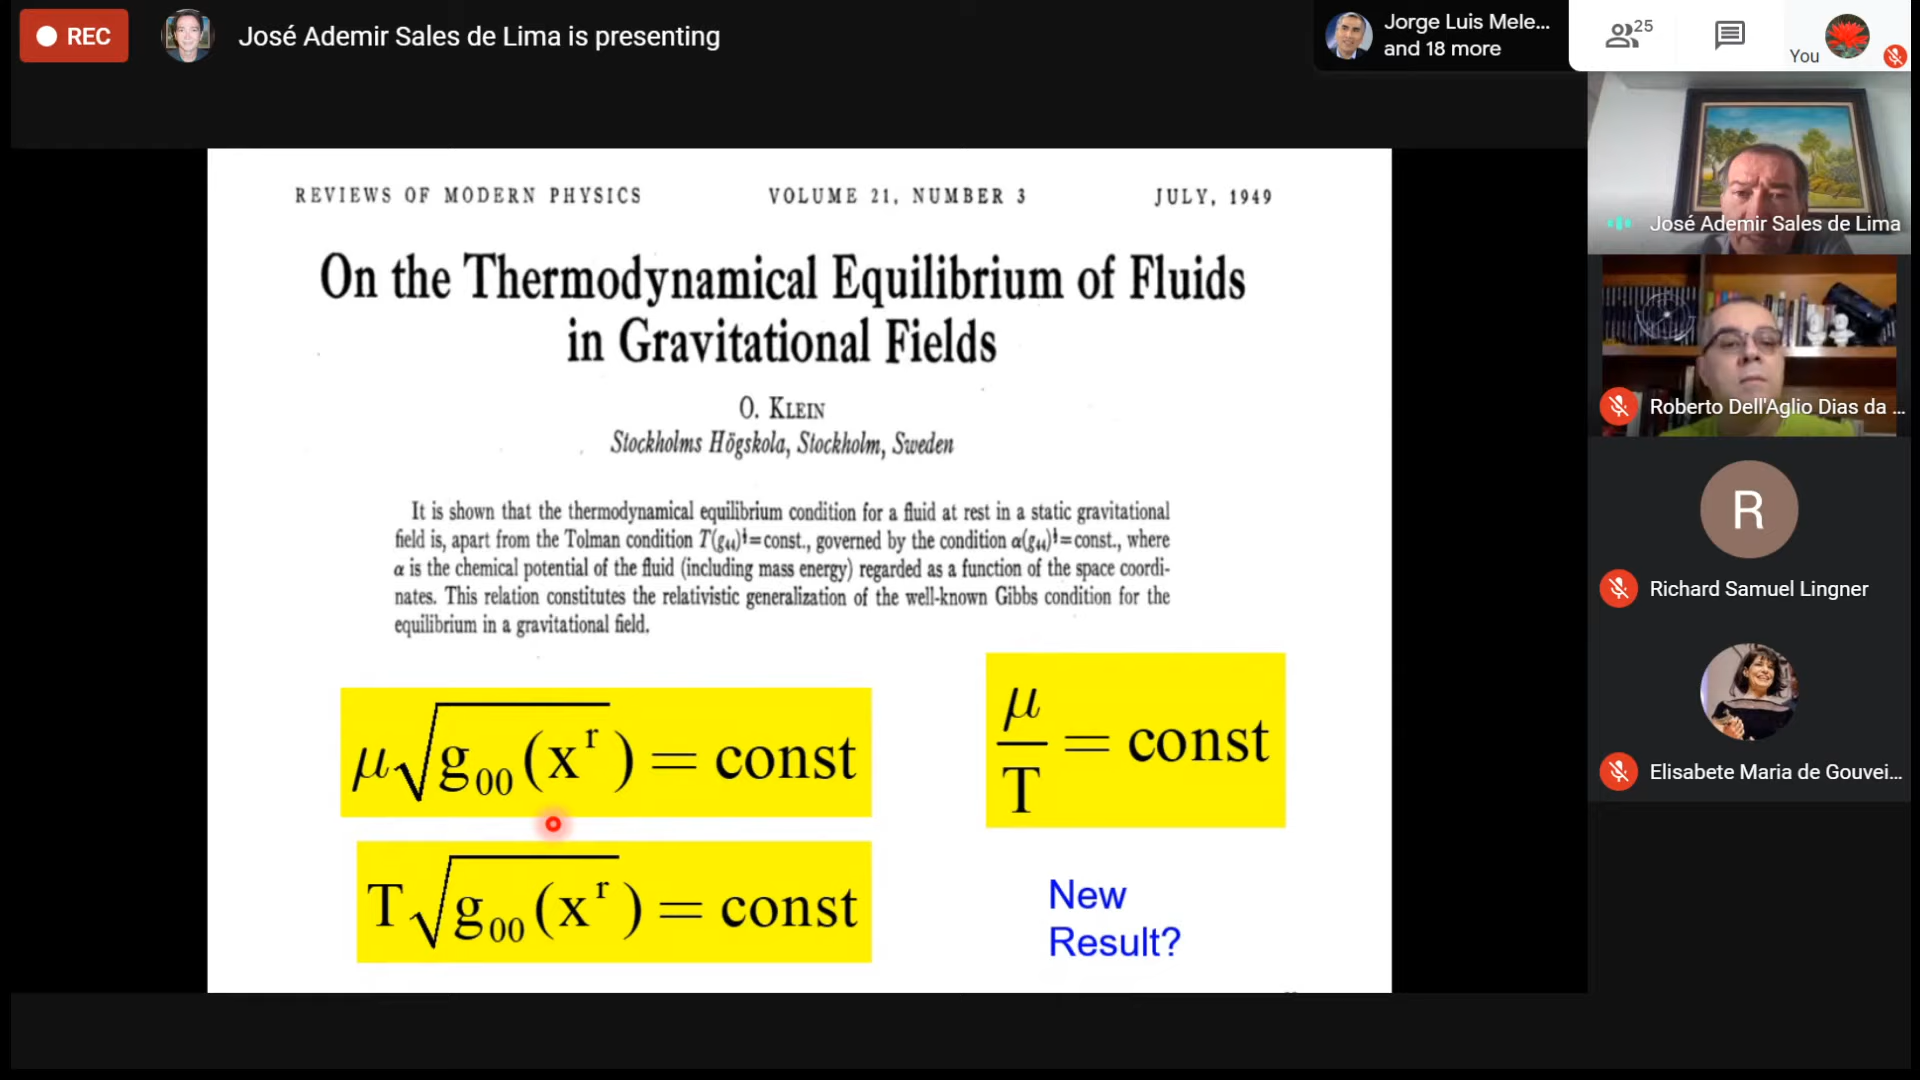 REC
José Ademir Sales de Lima is presenting
Jorge Luis Mele...
and 18 more
25
You
REVIEWS OF MODERN PHYSICS VOLUME 21, NUMBER 3 JULY, 1949
On the Thermodynamical Equilibrium of Fluids
in Gravitational Fields
O. KLEIN
Stockholms Högskola, Stockholm, Sweden
It is shown that the thermodynamical equilibrium condition for a fluid at rest in a static gravitational
field is, apart from the Tolman condition T(g₄₄)^½=const., governed by the condition α(g₄₄)^½=const., where
α is the chemical potential of the fluid (including mass energy) regarded as a function of the space coordi-
nates. This relation constitutes the relativistic generalization of the well-known Gibbs condition for the
equilibrium in a gravitational field.
μ√g₀₀(xʳ) = const
T√g₀₀(xʳ) = const
μ/T = const
New
Result?
José Ademir Sales de Lima
Roberto Dell'Aglio Dias da ...
R
Richard Samuel Lingner
Elisabete Maria de Gouvei...